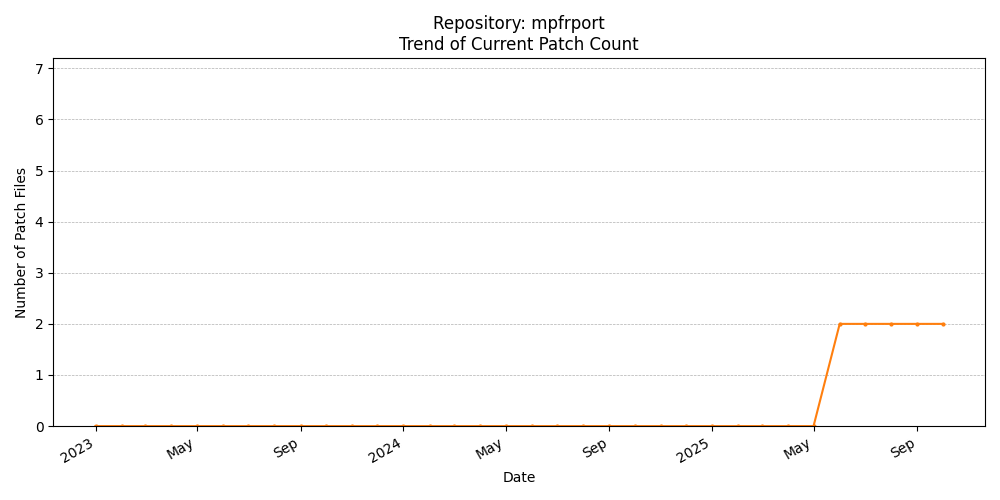 Repository: mpfrport
Trend of Current Patch Count
7
6
5
4
3
2
1
0
Number of Patch Files
2023
May
Sep
2024
May
Sep
2025
May
Sep
Date